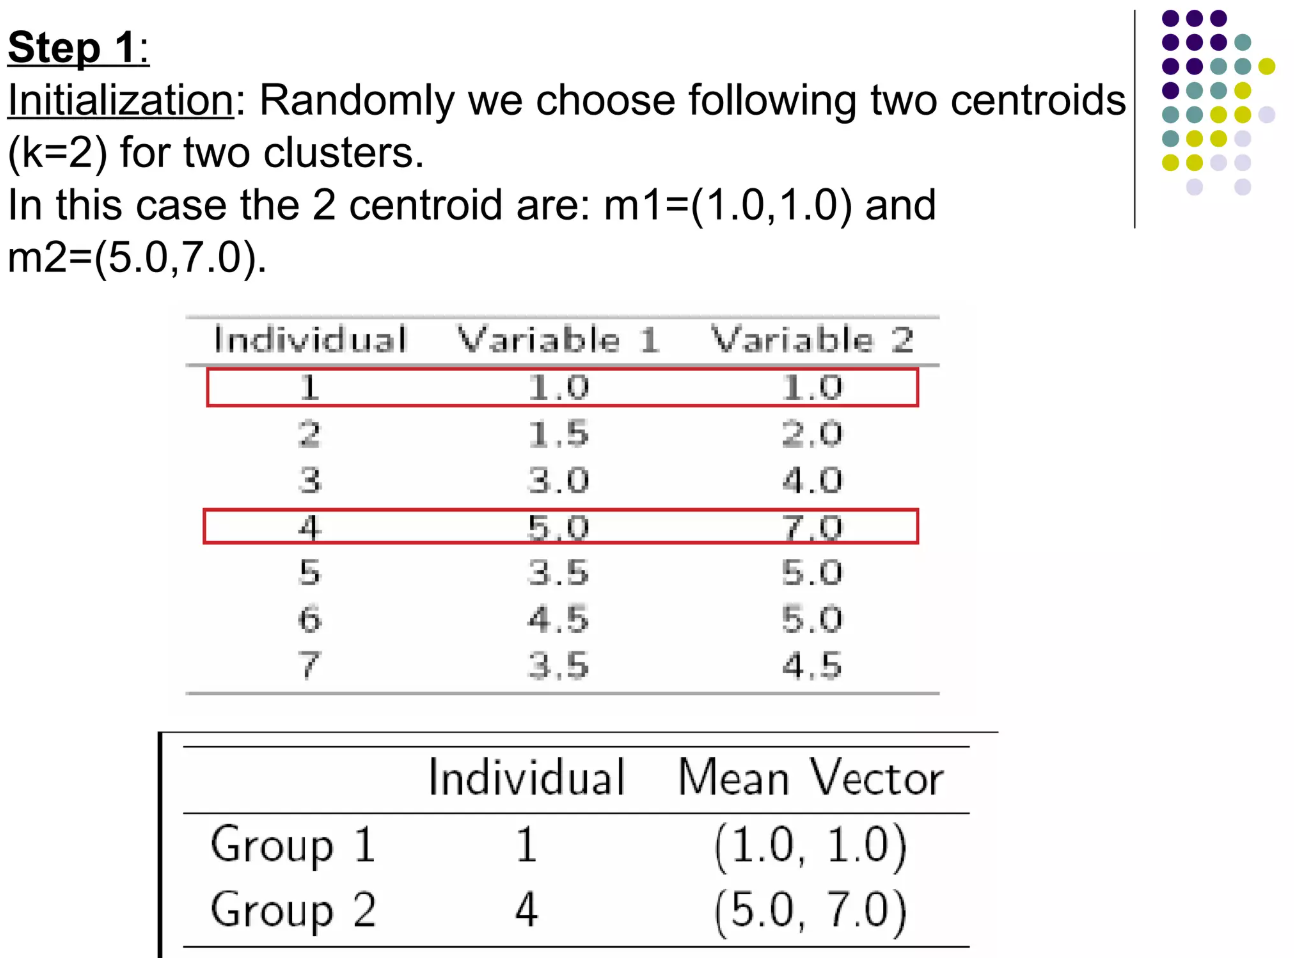 Step 1:
Initialization: Randomly we choose following two centroids
(k=2) for two clusters.
In this case the 2 centroid are: m1=(1.0,1.0) and
m2=(5.0,7.0).
Individual Variable 1 Variable 2
1 1.0 1.0
2 1.5 2.0
3 3.0 4.0
4 5.0 7.0
5 3.5 5.0
6 4.5 5.0
7 3.5 4.5
Individual Mean Vector
Group 1 1 (1.0, 1.0)
Group 2 4 (5.0, 7.0)